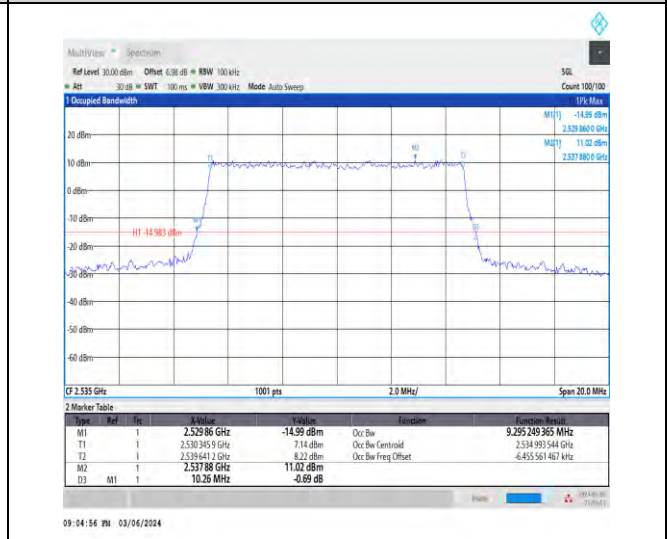 MultiView Spectrum
Ref Level 30.00 dBm Offset 6.98 dB RBW 100 kHz SGL
Att 30 dB SWT 100 ms VBW 300 kHz Mode Auto Sweep Count 100/100
1 Occupied Bandwidth 1Pk Max
M1[1] -14.99 dBm
2.529 860 0 GHz
M2[1] 11.02 dBm
2.537 880 0 GHz
20 dBm
10 dBm
0 dBm
-10 dBm
H1 -14.983 dBm
-20 dBm
-30 dBm
-40 dBm
-50 dBm
-60 dBm
CF 2.535 GHz 1001 pts 2.0 MHz/ Span 20.0 MHz
2 Marker Table
Type Ref Trc X-Value Y-Value Function Function Result
M1 1 2.529 86 GHz -14.99 dBm Occ Bw 9.295 249 365 MHz
T1 1 2.530 345 9 GHz 7.14 dBm Occ Bw Centroid 2.534 993 544 GHz
T2 1 2.539 641 2 GHz 8.22 dBm Occ Bw Freq Offset -6.455 561 467 kHz
M2 1 2.537 88 GHz 11.02 dBm
D3 M1 1 10.26 MHz -0.69 dB
09:04:56 PM 03/06/2024